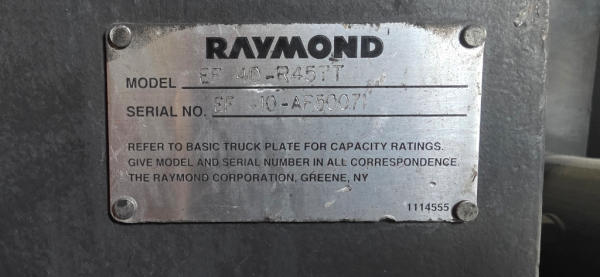 RAYMOND
MODEL 40-R45TT
SERIAL NO.
REFER TO BASIC TRUCK PLATE FOR CAPACITY RATINGS.
GIVE MODEL AND SERIAL NUMBER IN ALL CORRESPONDENCE.
THE RAYMOND CORPORATION, GREENE, NY
1114555